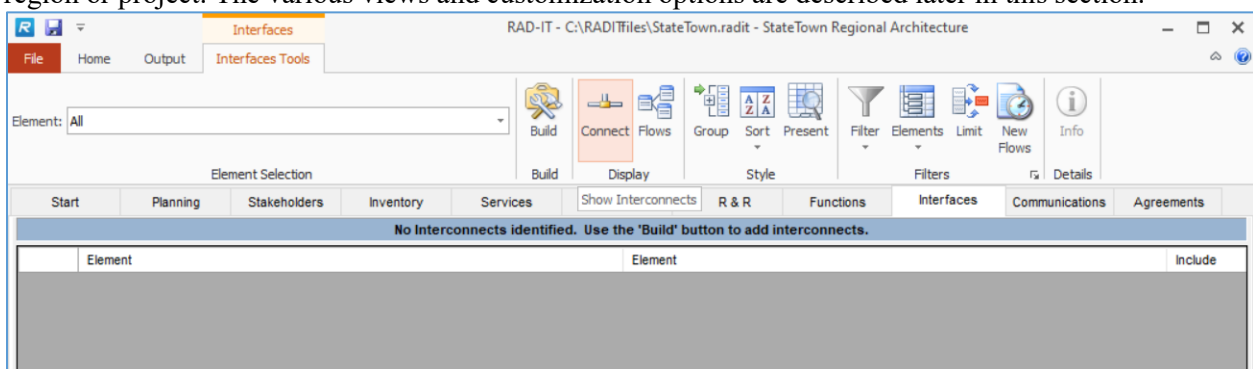 region or project. The various views and customization options are described later in this section.
Interfaces RAD-IT - C:\RADITfiles\StateTown.radit - StateTown Regional Architecture
File Home Output Interfaces Tools
Element: All
Build Connect Flows Group Sort Present Filter Elements Limit New Flows Info
Element Selection Build Display Style Filters Details
Start Planning Stakeholders Inventory Services Show Interconnects R & R Functions Interfaces Communications Agreements
No Interconnects identified. Use the 'Build' button to add interconnects.
Element Element Include